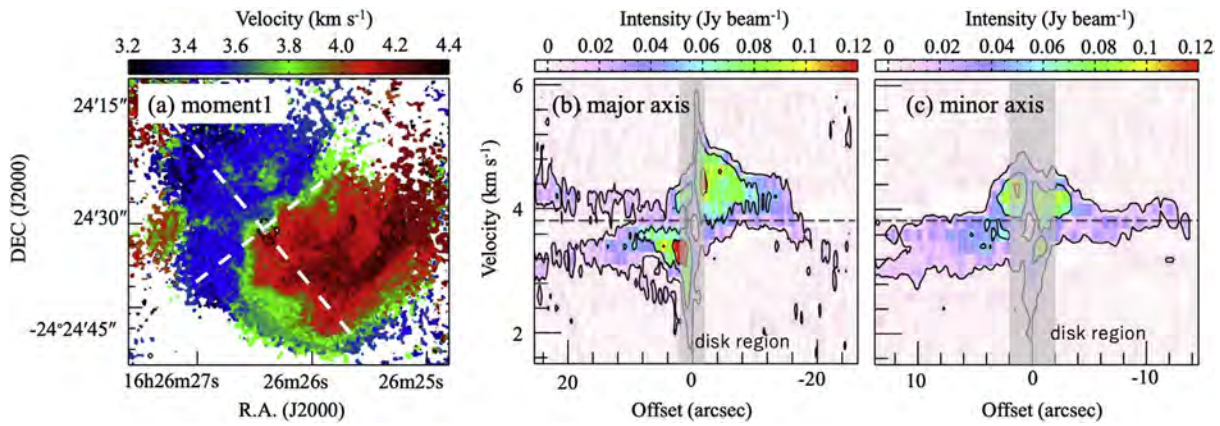 Velocity (km s⁻¹)
3.2 3.4 3.6 3.8 4.0 4.2 4.4
(a) moment1
24′15″
24′30″
-24°24′45″
DEC (J2000)
16h26m27s 26m26s 26m25s
R.A. (J2000)
Intensity (Jy beam⁻¹)
0 0.02 0.04 0.06 0.08 0.1 0.12
(b) major axis
6
4
2
Velocity (km s⁻¹)
disk region
20 0 -20
Offset (arcsec)
Intensity (Jy beam⁻¹)
0 0.02 0.04 0.06 0.08 0.1 0.12
(c) minor axis
disk region
10 0 -10
Offset (arcsec)